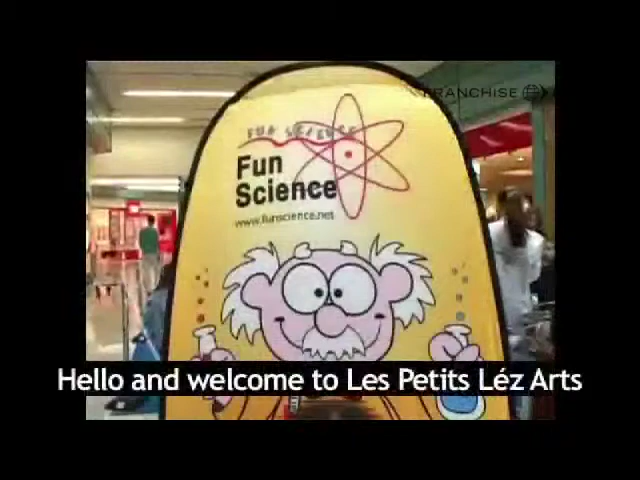 FRANCHISE
FUN SCIENCE
Fun
Science
www.funscience.net
Hello and welcome to Les Petits Léz Arts